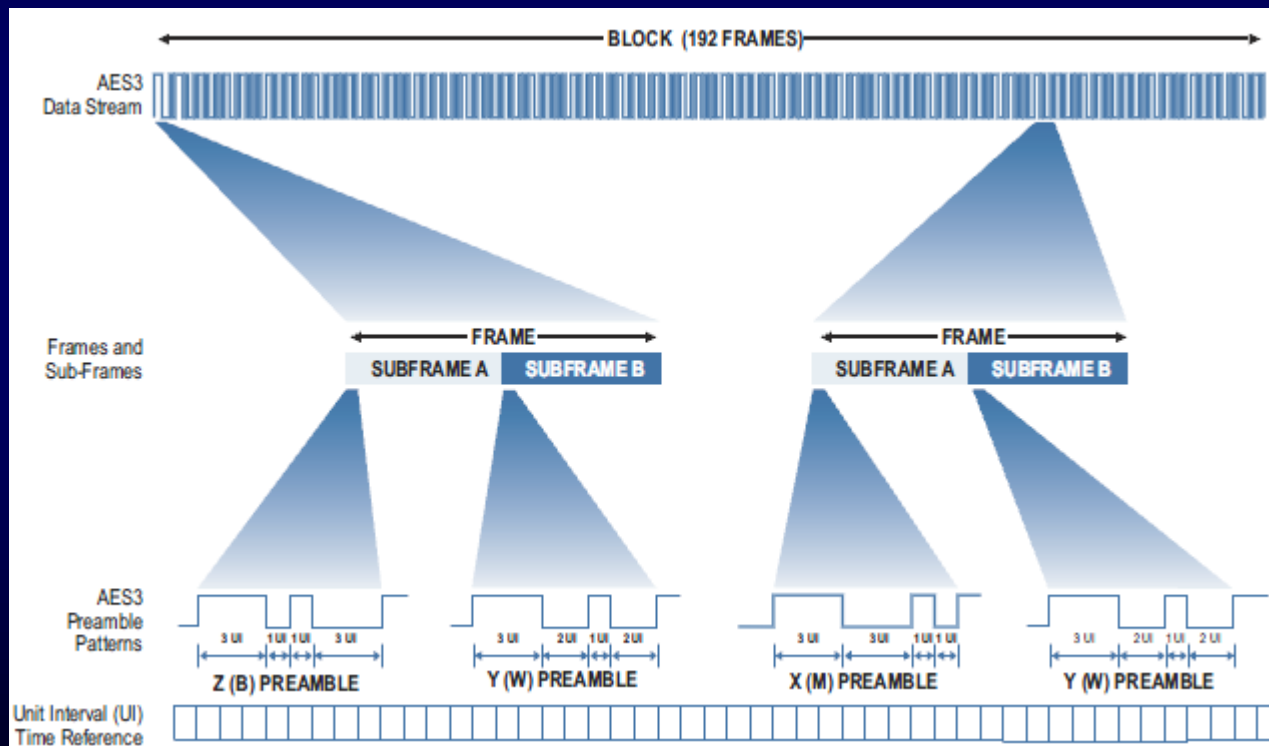 BLOCK (192 FRAMES)
AES3
Data Stream
FRAME
FRAME
Frames and
Sub-Frames
SUBFRAME A
SUBFRAME B
SUBFRAME A
SUBFRAME B
AES3
Preamble
Patterns
3 UI 1 UI 1 UI 3 UI
3 UI 2 UI 1 UI 2 UI
3 UI 3 UI 1 UI 1 UI
3 UI 2 UI 1 UI 2 UI
Z (B) PREAMBLE
Y (W) PREAMBLE
X (M) PREAMBLE
Y (W) PREAMBLE
Unit Interval (UI)
Time Reference